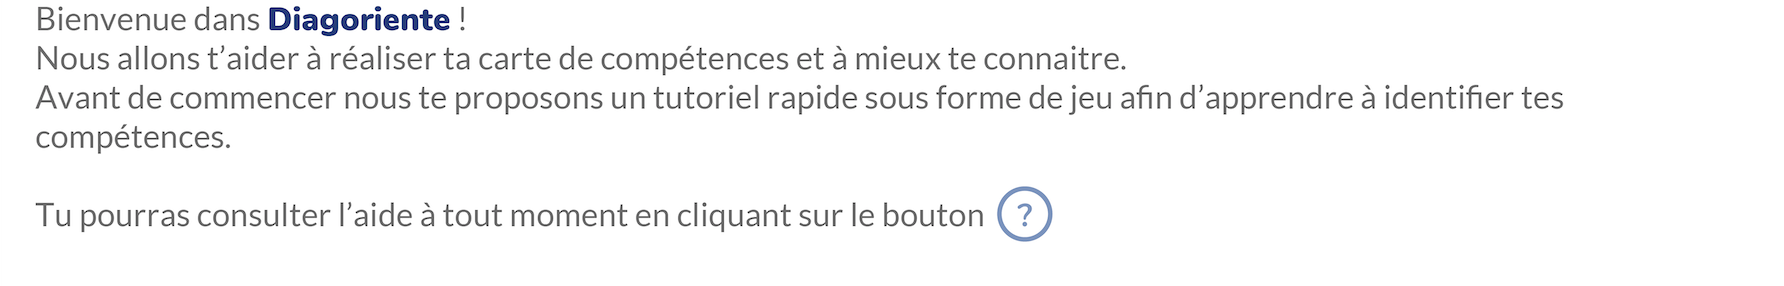 Bienvenue dans Diagoriente !
Nous allons t’aider à réaliser ta carte de compétences et à mieux te connaitre.
Avant de commencer nous te proposons un tutoriel rapide sous forme de jeu afin d’apprendre à identifier tes
compétences.
Tu pourras consulter l’aide à tout moment en cliquant sur le bouton ?